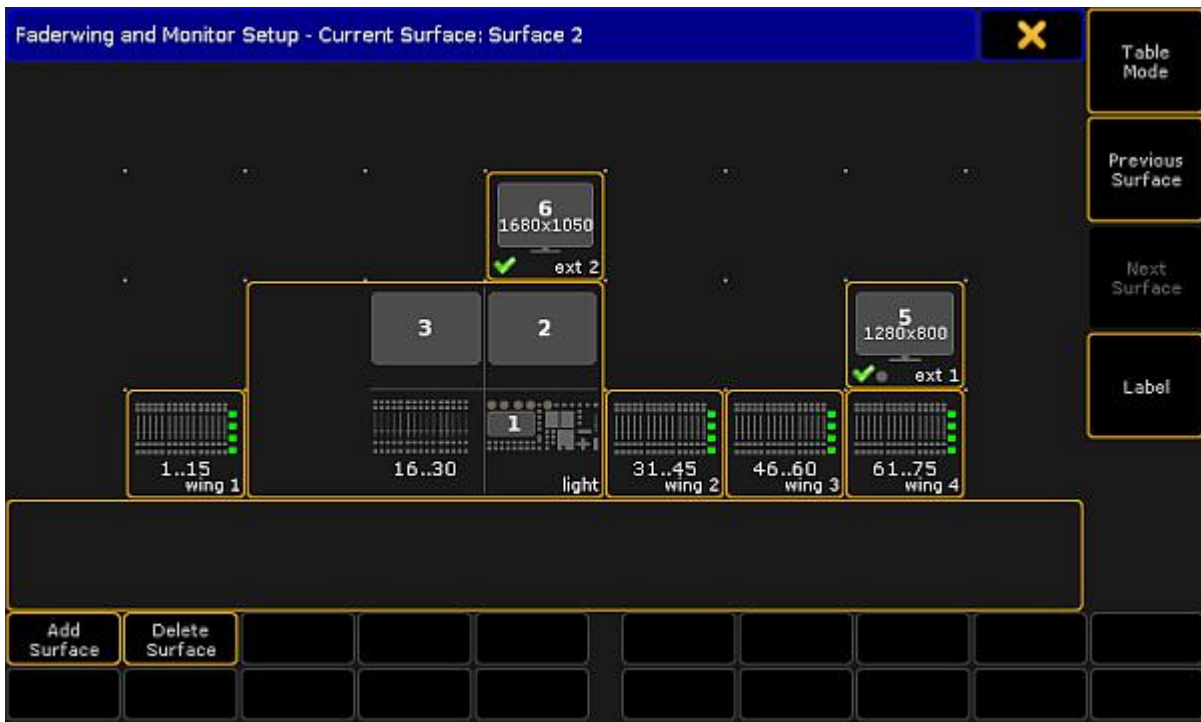 Faderwing and Monitor Setup - Current Surface: Surface 2
Table
Mode
Previous
Surface
Next
Surface
Label
6
1680x1050
ext 2
3
2
5
1280x800
ext 1
1
1..15
wing 1
16..30
light
31..45
wing 2
46..60
wing 3
61..75
wing 4
Add
Surface
Delete
Surface